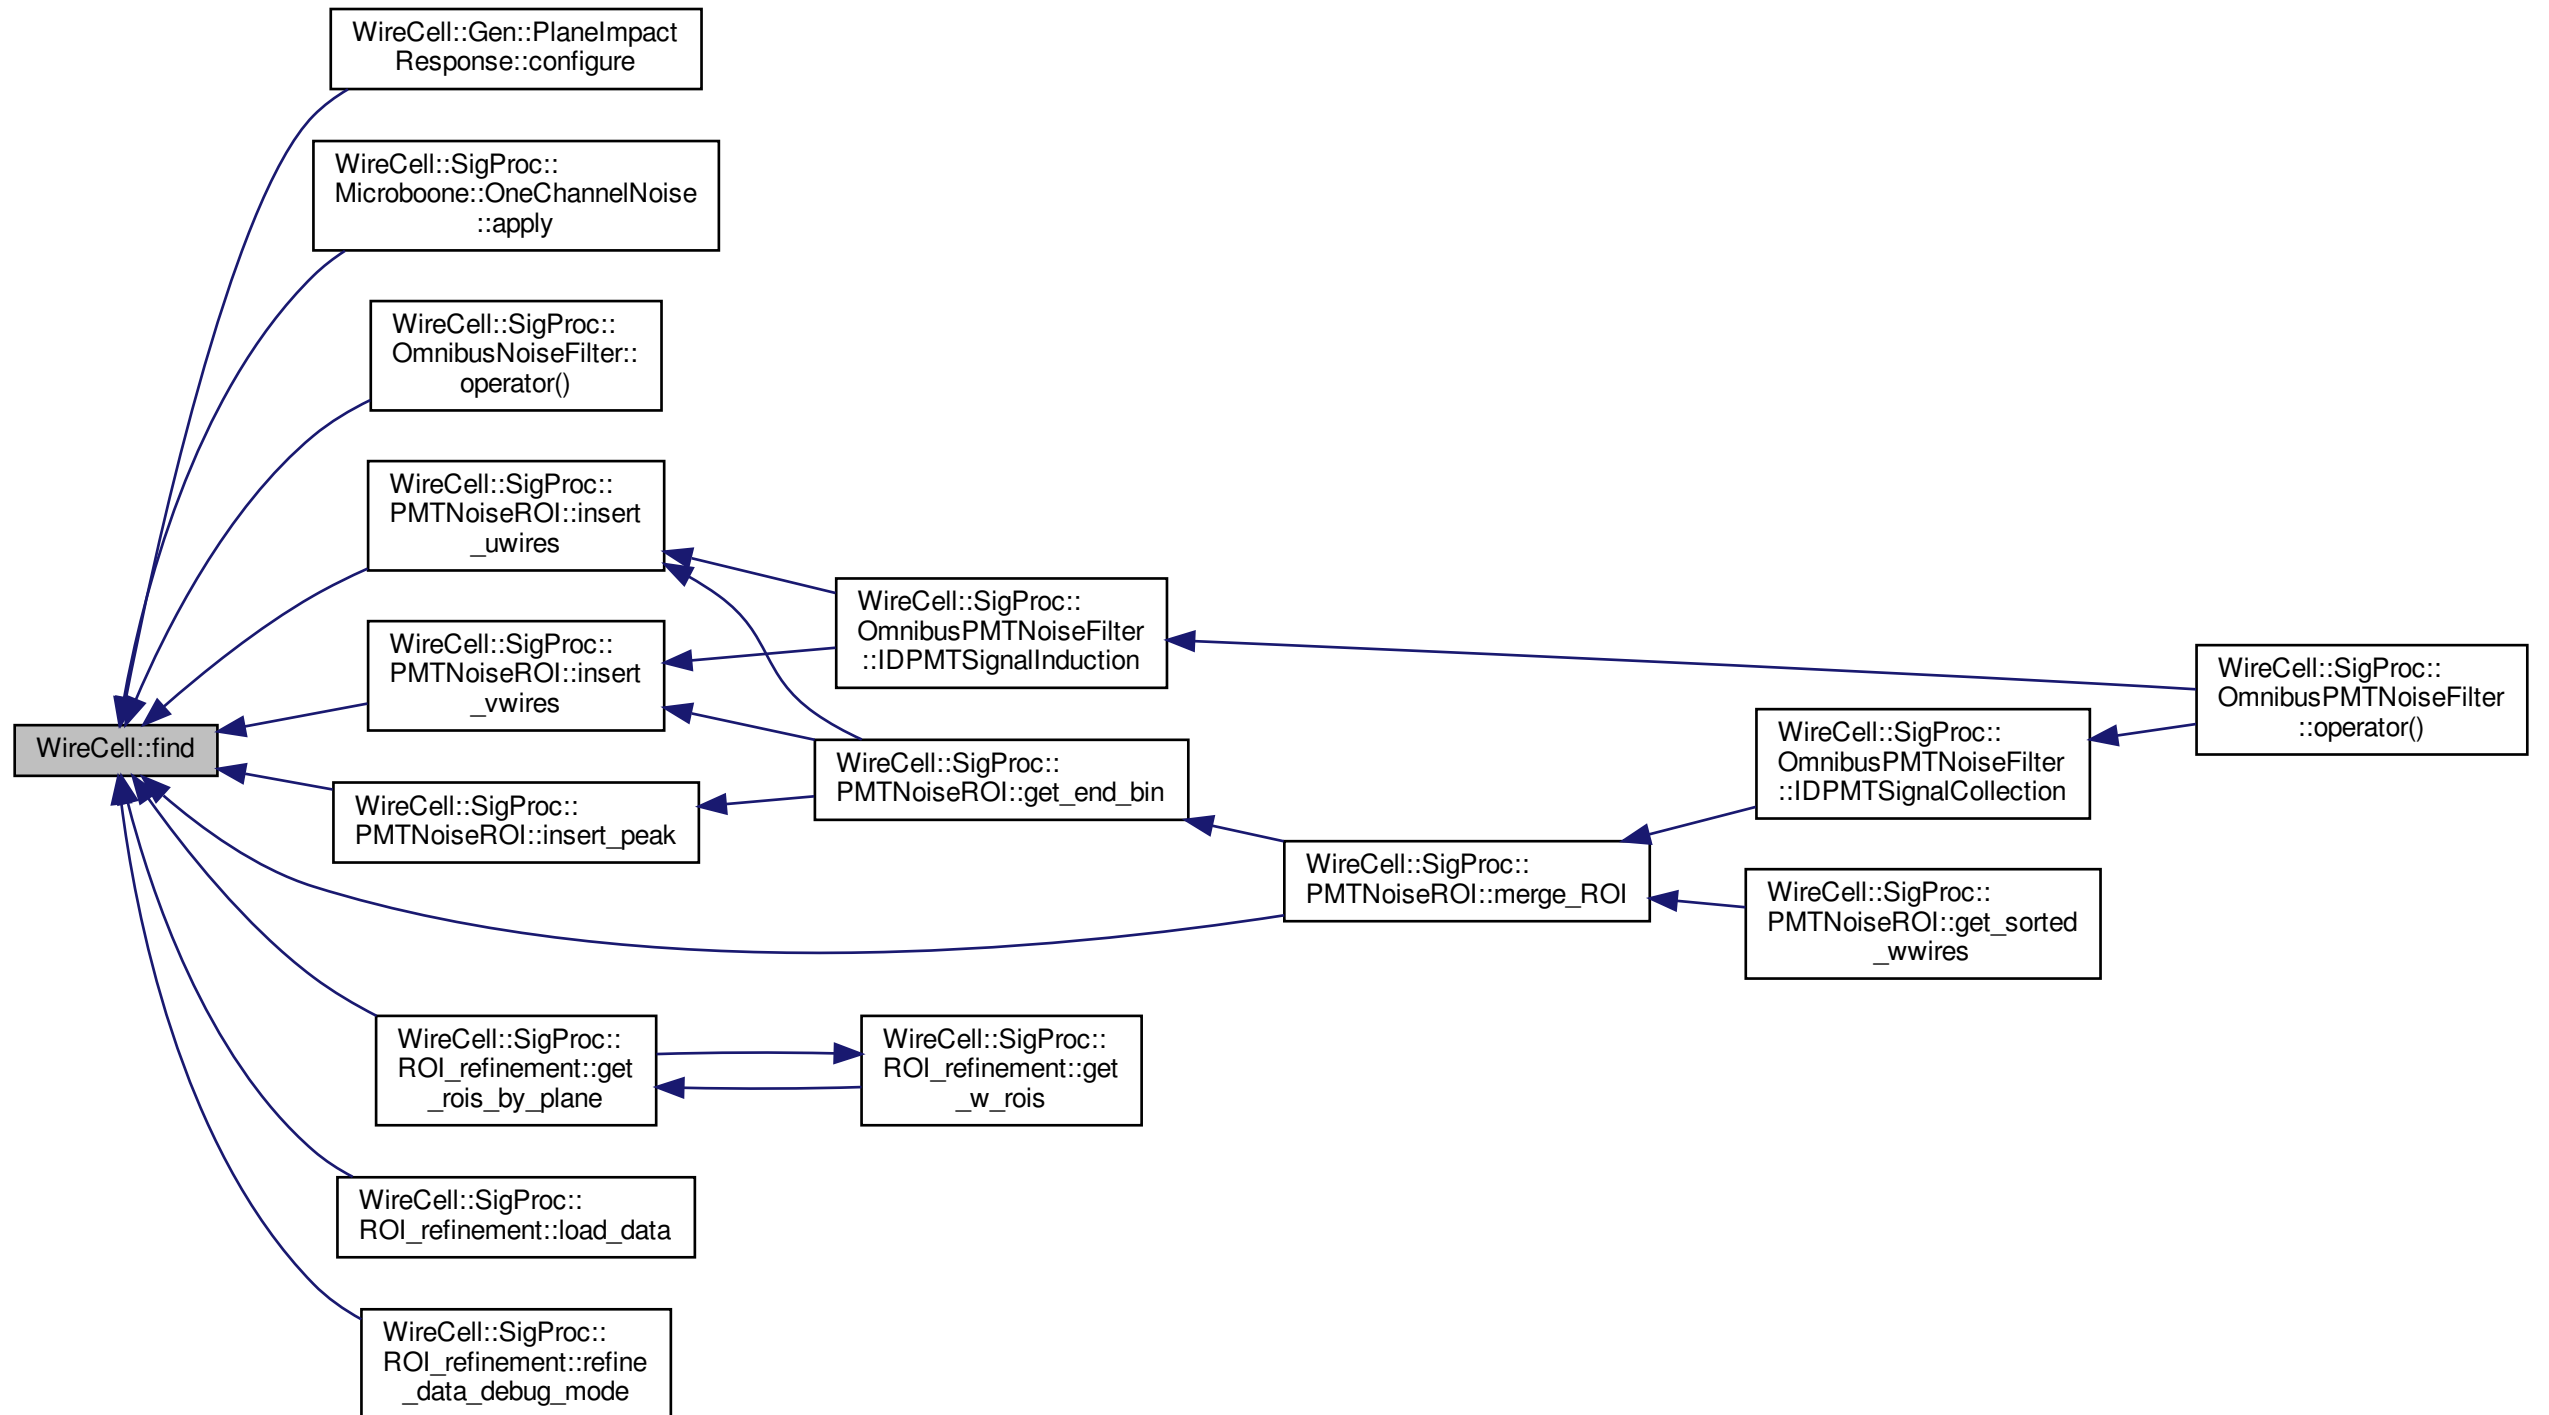 WireCell::Gen::PlaneImpact
Response::configure
WireCell::SigProc::
Microboone::OneChannelNoise
::apply
WireCell::SigProc::
OmnibusNoiseFilter::
operator()
WireCell::SigProc::
PMTNoiseROI::insert
_uwires
WireCell::SigProc::
PMTNoiseROI::insert
_vwires
WireCell::find
WireCell::SigProc::
PMTNoiseROI::insert_peak
WireCell::SigProc::
OmnibusPMTNoiseFilter
::IDPMTSignalInduction
WireCell::SigProc::
PMTNoiseROI::get_end_bin
WireCell::SigProc::
PMTNoiseROI::merge_ROI
WireCell::SigProc::
OmnibusPMTNoiseFilter
::IDPMTSignalCollection
WireCell::SigProc::
OmnibusPMTNoiseFilter
::operator()
WireCell::SigProc::
PMTNoiseROI::get_sorted
_wwires
WireCell::SigProc::
ROI_refinement::get
_rois_by_plane
WireCell::SigProc::
ROI_refinement::get
_w_rois
WireCell::SigProc::
ROI_refinement::load_data
WireCell::SigProc::
ROI_refinement::refine
_data_debug_mode